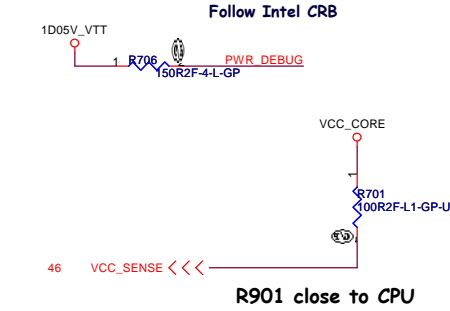 Follow Intel CRB
1D05V_VTT
1 R706 PWR_DEBUG
150R2F-4-L-GP
VCC_CORE
1
R701
100R2F-L1-GP-U
46 VCC_SENSE
R901 close to CPU